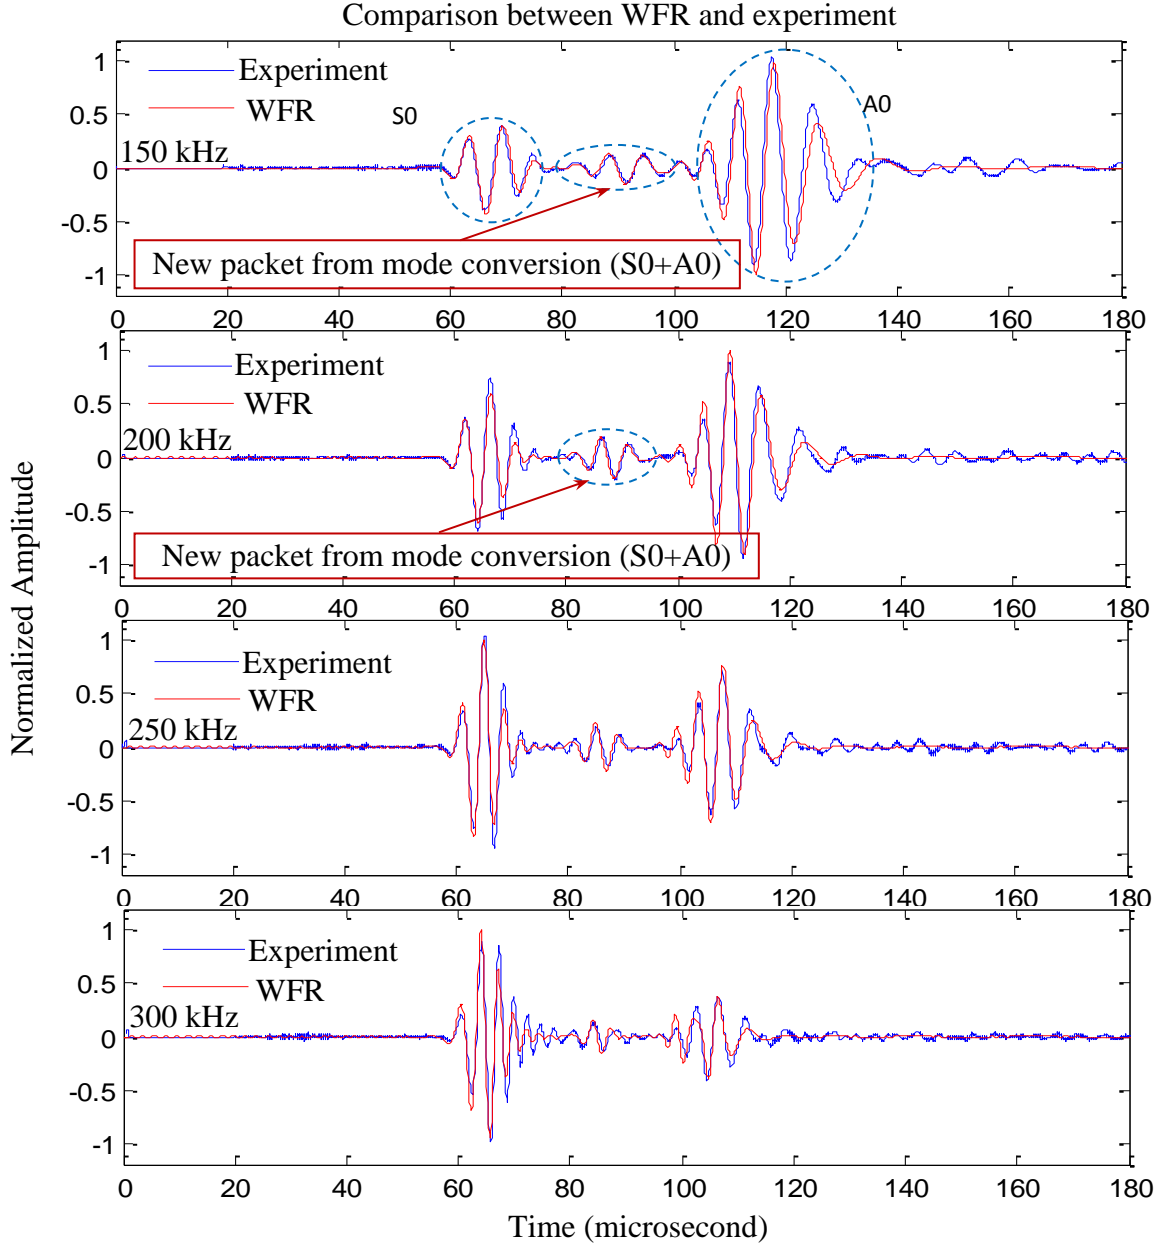 Comparison between WFR and experiment
Normalized Amplitude
1
0.5
0
-0.5
-1
Experiment
WFR
150 kHz
S0
A0
New packet from mode conversion (S0+A0)
0 20 40 60 80 100 120 140 160 180
1
0.5
0
-0.5
-1
Experiment
WFR
200 kHz
New packet from mode conversion (S0+A0)
0 20 40 60 80 100 120 140 160 180
1
0.5
0
-0.5
-1
Experiment
WFR
250 kHz
0 20 40 60 80 100 120 140 160 180
1
0.5
0
-0.5
-1
Experiment
WFR
300 kHz
0 20 40 60 80 100 120 140 160 180
Time (microsecond)